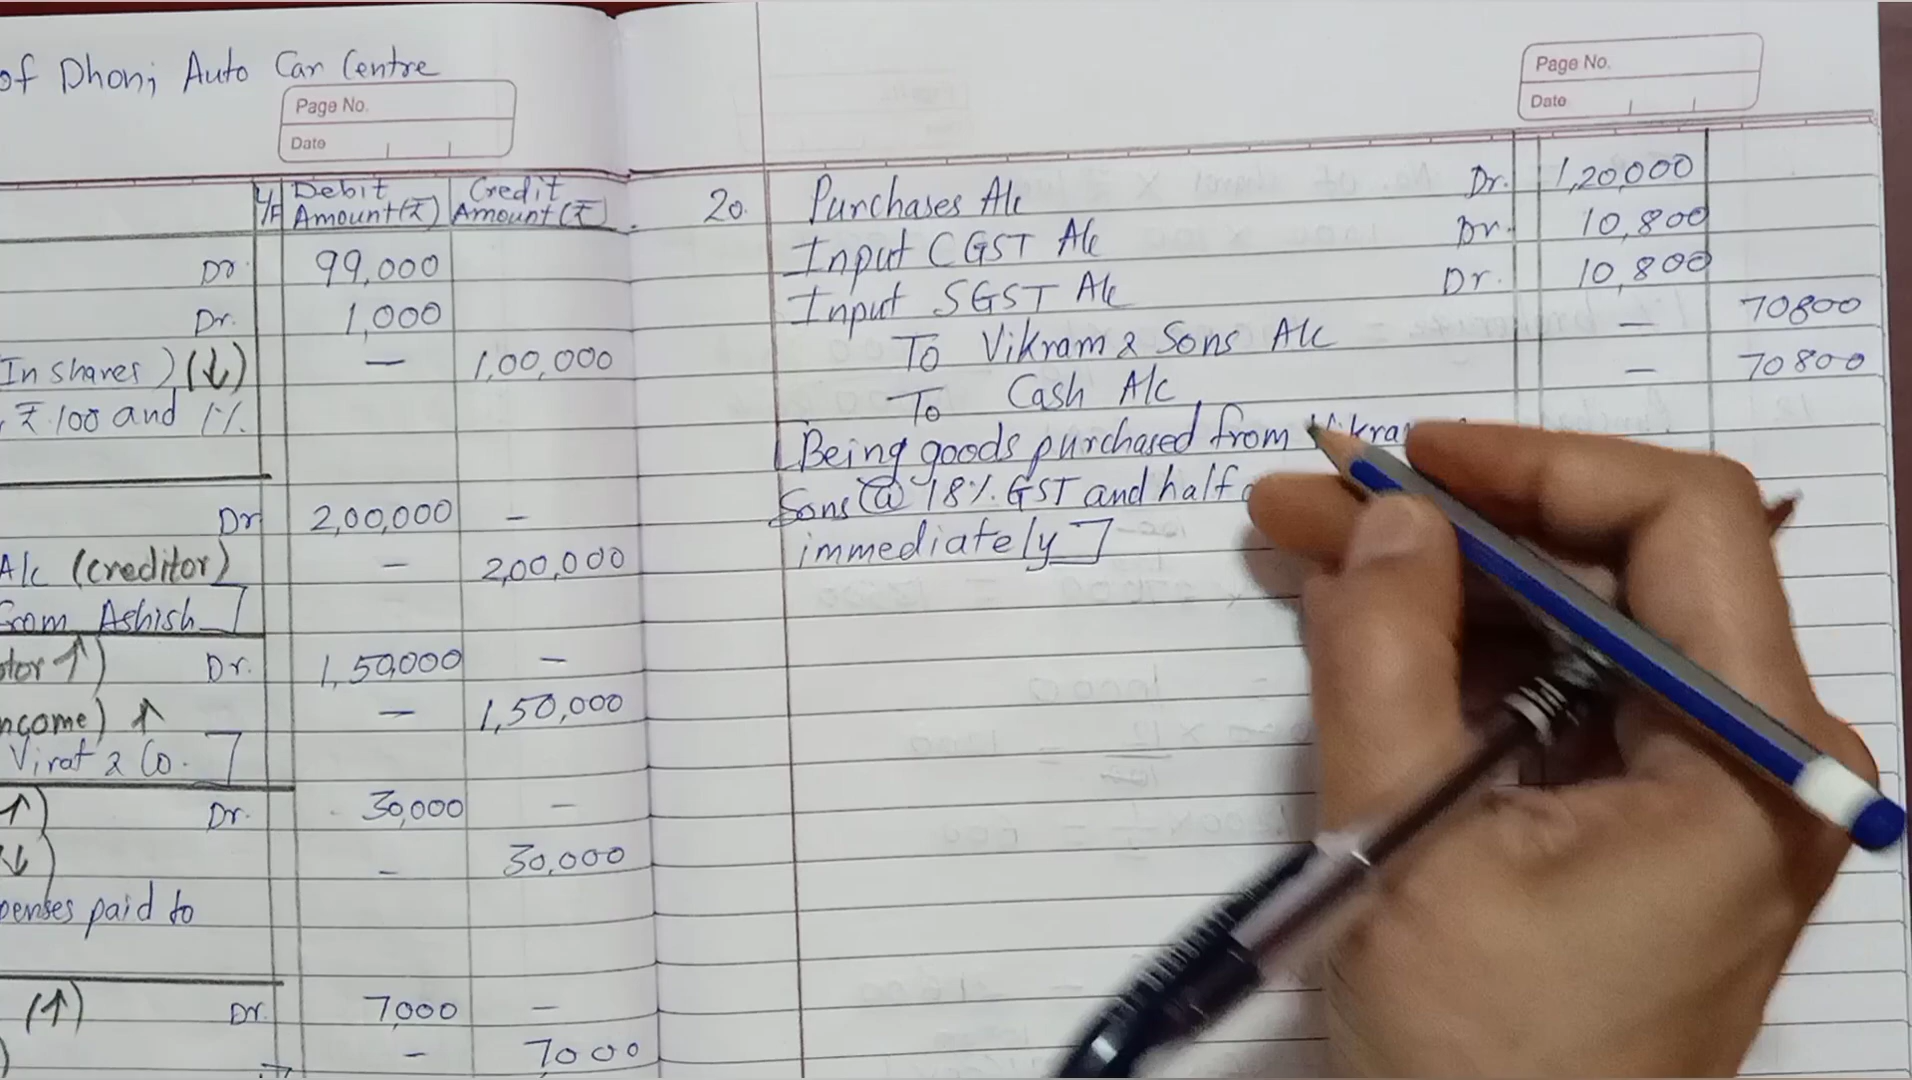 of Dhoni Auto Car Centre
Page No.
Date
L/F Debit Amount(₹) Credit Amount(₹)
Dr. 99,000
Dr. 1,000
In shares) (↓) — 1,00,000
₹.100 and 1%.
Dr 2,00,000 —
A/c (creditor) — 2,00,000
from Ashish]
tor ↑) Dr. 1,50,000 —
ncome) ↑ — 1,50,000
Virat & Co.]
↑) Dr. 30,000 —
↓) — 30,000
penses paid to
(↑) Dr. 7,000 —
) — 7000
Page No.
Date
20. Purchases A/c Dr. 1,20,000
Input CGST A/c Dr. 10,800
Input SGST A/c Dr. 10,800
To Vikram & Sons A/c — 70800
To Cash A/c — 70800
[Being goods purchased from
Sons @ 18%. GST and half
immediately]